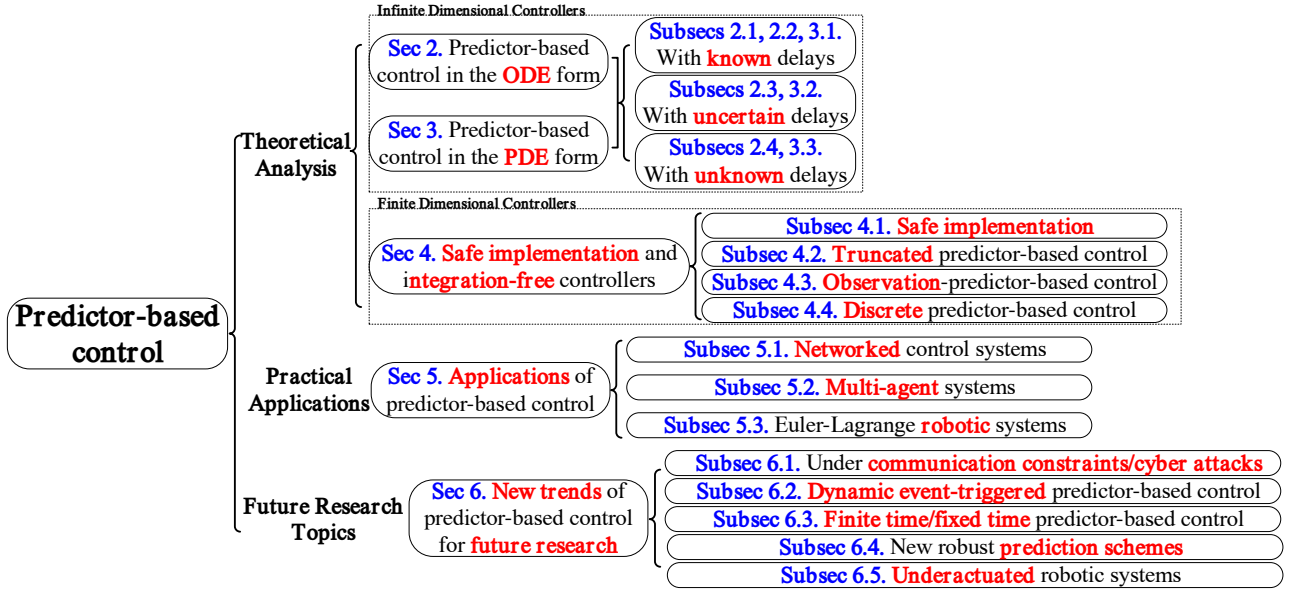 Predictor-based
control
Theoretical
Analysis
Infinite Dimensional Controllers
Sec 2. Predictor-based
control in the ODE form
Sec 3. Predictor-based
control in the PDE form
Subsecs 2.1, 2.2, 3.1.
With known delays
Subsecs 2.3, 3.2.
With uncertain delays
Subsecs 2.4, 3.3.
With unknown delays
Finite Dimensional Controllers
Sec 4. Safe implementation and
integration-free controllers
Subsec 4.1. Safe implementation
Subsec 4.2. Truncated predictor-based control
Subsec 4.3. Observation-predictor-based control
Subsec 4.4. Discrete predictor-based control
Practical
Applications
Sec 5. Applications of
predictor-based control
Subsec 5.1. Networked control systems
Subsec 5.2. Multi-agent systems
Subsec 5.3. Euler-Lagrange robotic systems
Future Research
Topics
Sec 6. New trends of
predictor-based control
for future research
Subsec 6.1. Under communication constraints/cyber attacks
Subsec 6.2. Dynamic event-triggered predictor-based control
Subsec 6.3. Finite time/fixed time predictor-based control
Subsec 6.4. New robust prediction schemes
Subsec 6.5. Underactuated robotic systems